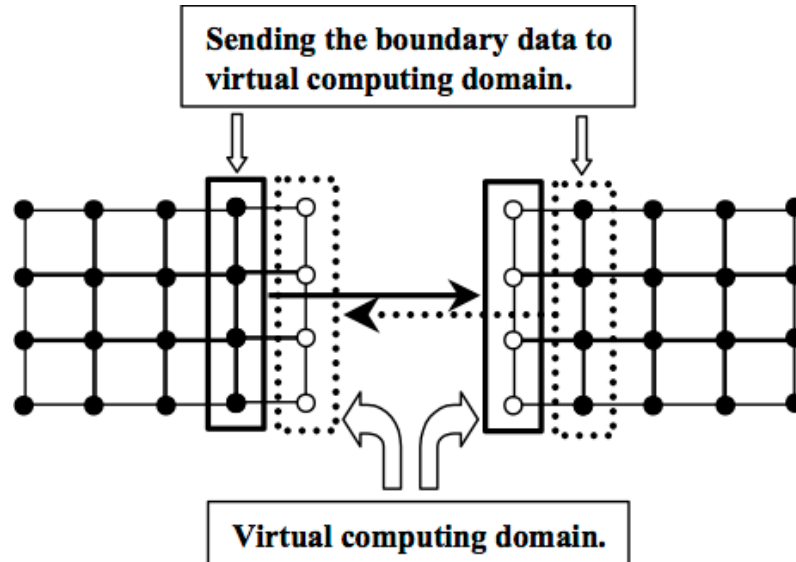 Sending the boundary data to
virtual computing domain.
Virtual computing domain.